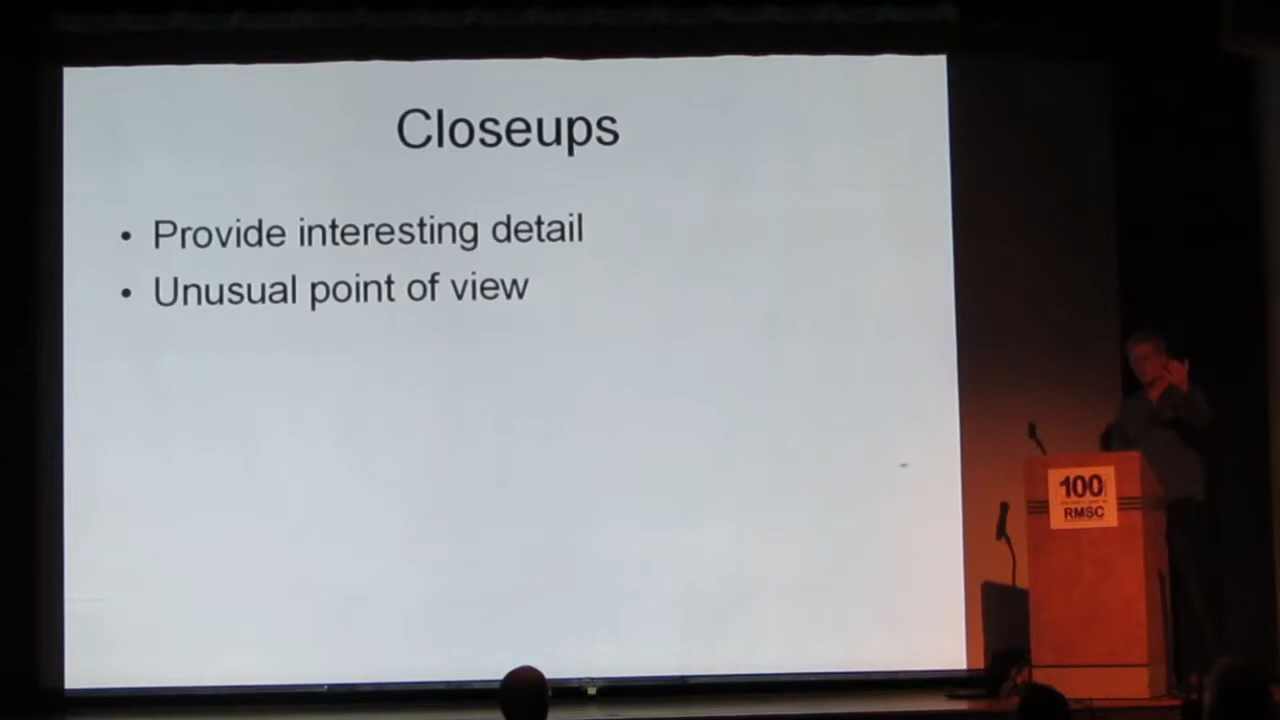 Closeups
• Provide interesting detail
• Unusual point of view
100
RMSC